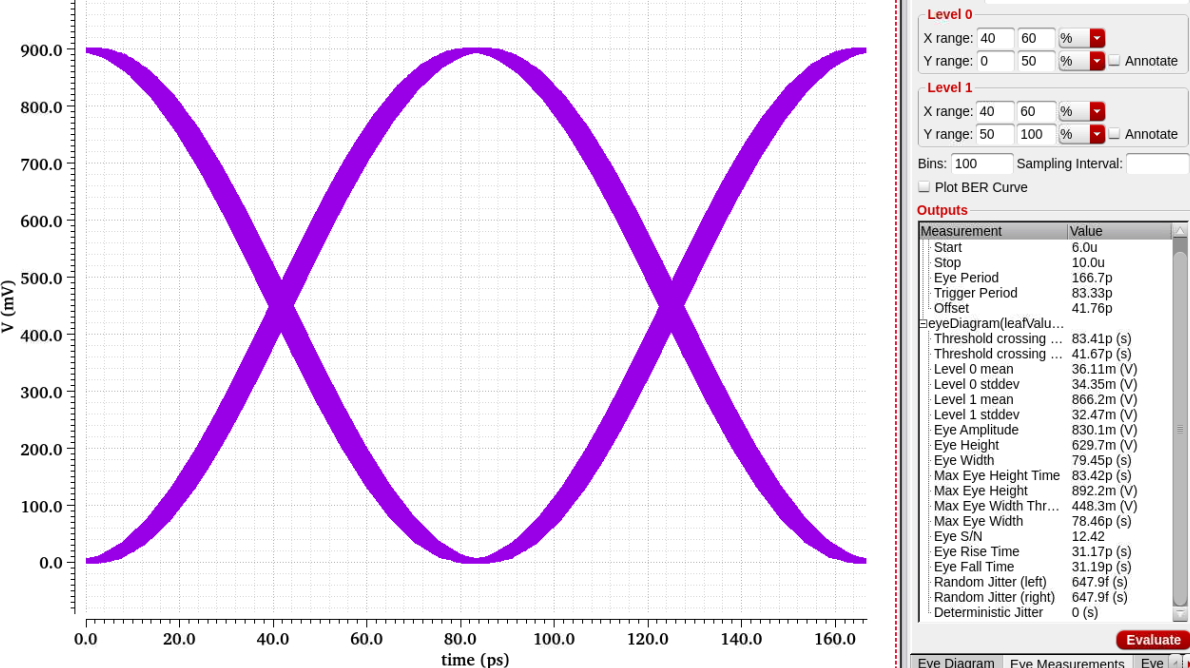 900.0
800.0
700.0
600.0
500.0
400.0
300.0
200.0
100.0
0.0
V (mV)
0.0 20.0 40.0 60.0 80.0 100.0 120.0 140.0 160.0
time (ps)
Level 0
X range: 40 60 %
Y range: 0 50 % Annotate
Level 1
X range: 40 60 %
Y range: 50 100 % Annotate
Bins: 100 Sampling Interval:
Plot BER Curve
Outputs
Measurement Value
Start 6.0u
Stop 10.0u
Eye Period 166.7p
Trigger Period 83.33p
Offset 41.76p
eyeDiagram(leafValu...
Threshold crossing ... 83.41p (s)
Threshold crossing ... 41.67p (s)
Level 0 mean 36.11m (V)
Level 0 stddev 34.35m (V)
Level 1 mean 866.2m (V)
Level 1 stddev 32.47m (V)
Eye Amplitude 830.1m (V)
Eye Height 629.7m (V)
Eye Width 79.45p (s)
Max Eye Height Time 83.42p (s)
Max Eye Height 892.2m (V)
Max Eye Width Thr... 448.3m (V)
Max Eye Width 78.46p (s)
Eye S/N 12.42
Eye Rise Time 31.17p (s)
Eye Fall Time 31.19p (s)
Random Jitter (left) 647.9f (s)
Random Jitter (right) 647.9f (s)
Deterministic Jitter 0 (s)
Evaluate
Eye Diagram Eye Measurements Eye